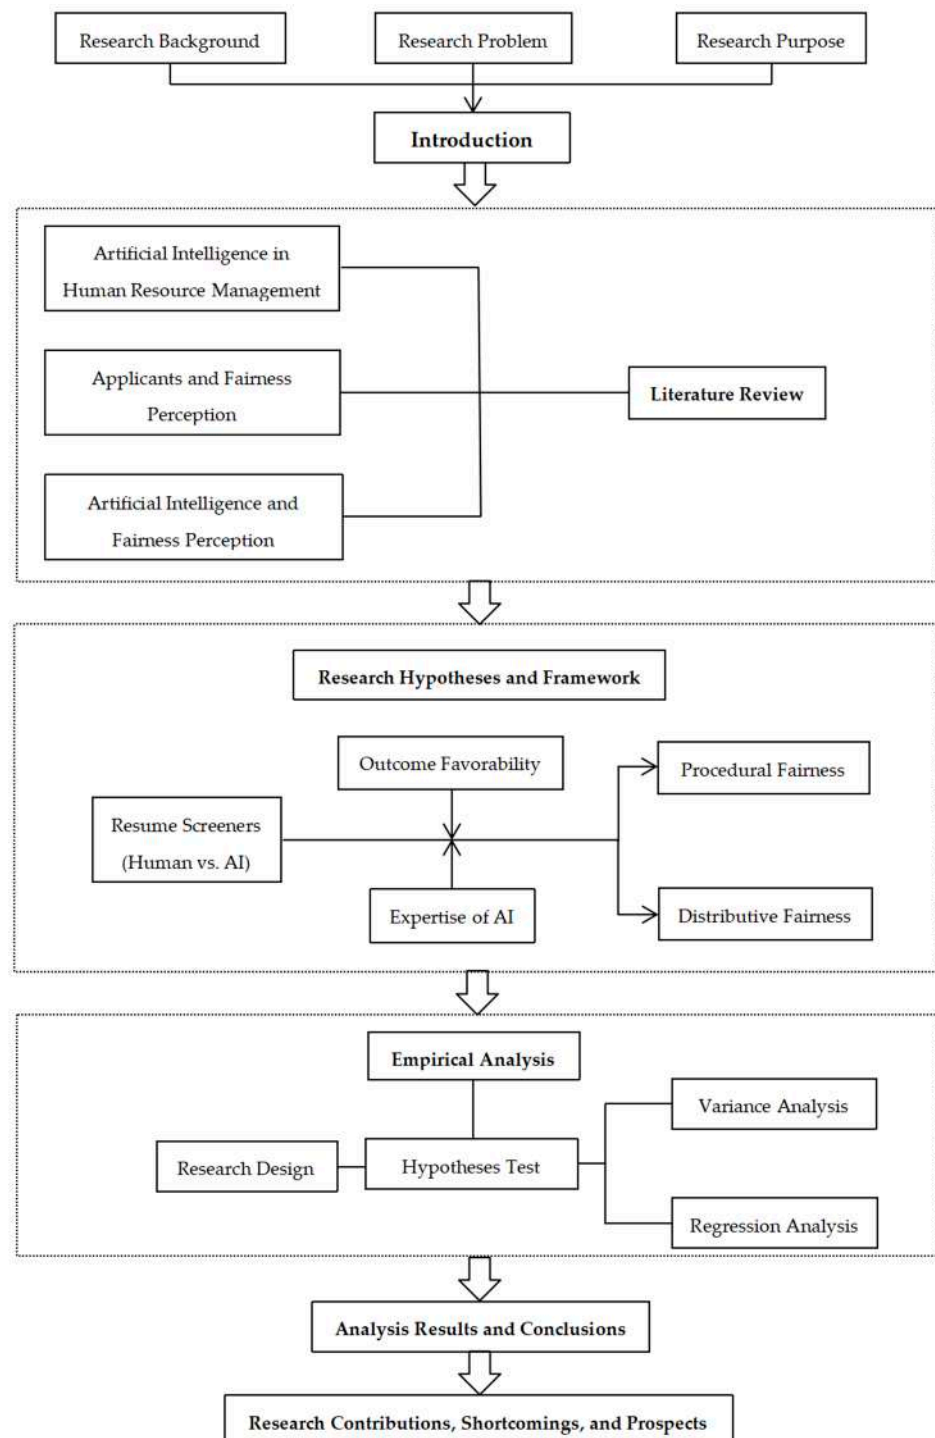 Research Background
Research Problem
Research Purpose
Introduction
Artificial Intelligence in
Human Resource Management
Applicants and Fairness
Perception
Literature Review
Artificial Intelligence and
Fairness Perception
Research Hypotheses and Framework
Outcome Favorability
Procedural Fairness
Resume Screeners
(Human vs. AI)
Expertise of AI
Distributive Fairness
Empirical Analysis
Variance Analysis
Research Design
Hypotheses Test
Regression Analysis
Analysis Results and Conclusions
Research Contributions, Shortcomings, and Prospects